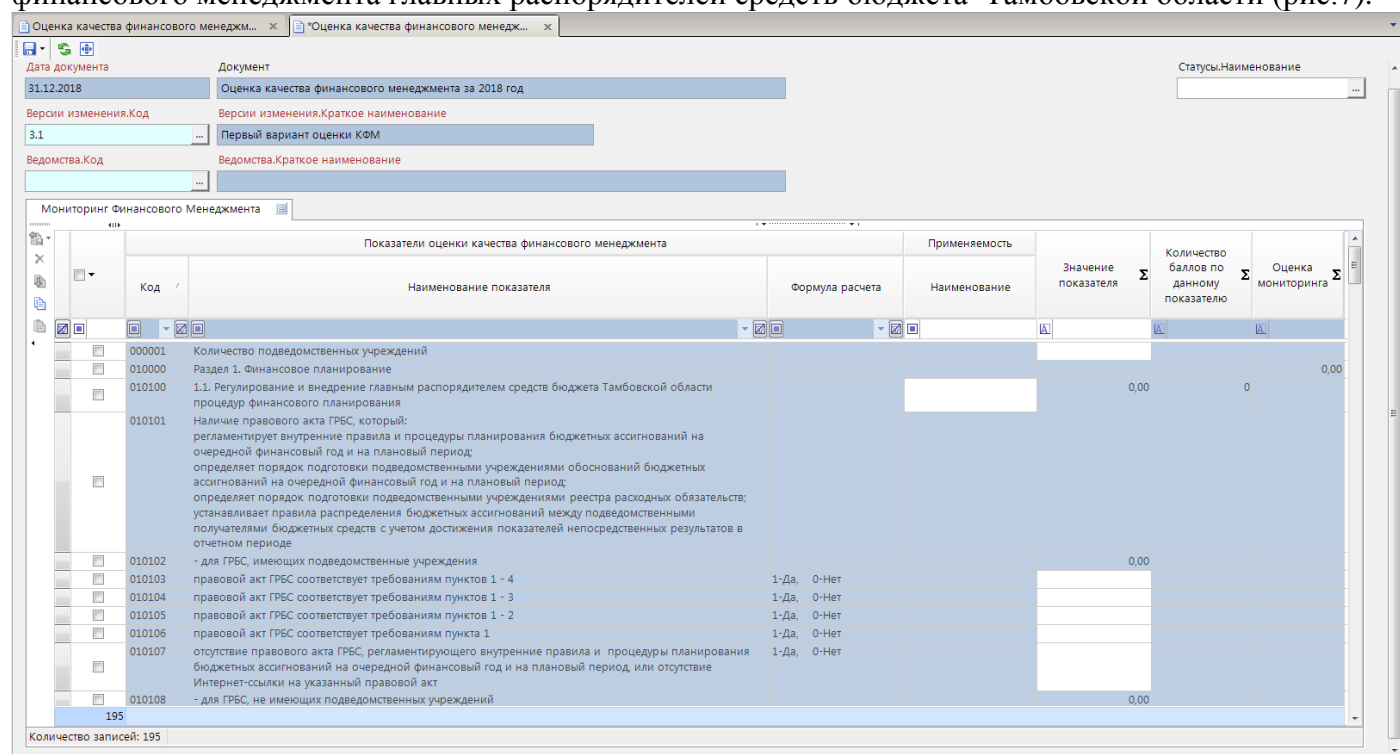 финансового менеджмента главных распорядителей средств бюджета Тамбовской области (рис.7).
Оценка качества финансового менеджм... × *Оценка качества финансового менедж... ×
Дата документа Документ Статусы.Наименование
31.12.2018 Оценка качества финансового менеджмента за 2018 год ...
Версии изменения.Код Версии изменения.Краткое наименование
3.1 ... Первый вариант оценки КФМ
Ведомства.Код Ведомства.Краткое наименование
...
Мониторинг Финансового Менеджмента
Показатели оценки качества финансового менеджмента Применяемость
Код Наименование показателя Формула расчета Наименование
Значение
показателя Σ
Количество
баллов по
данному
показателю Σ
Оценка
мониторинга Σ
000001 Количество подведомственных учреждений
010000 Раздел 1. Финансовое планирование 0,00
010100 1.1. Регулирование и внедрение главным распорядителем средств бюджета Тамбовской области 0,00 0
процедур финансового планирования
010101 Наличие правового акта ГРБС, который:
регламентирует внутренние правила и процедуры планирования бюджетных ассигнований на
очередной финансовый год и на плановый период;
определяет порядок подготовки подведомственными учреждениями обоснований бюджетных
ассигнований на очередной финансовый год и на плановый период;
определяет порядок подготовки подведомственными учреждениями реестра расходных обязательств;
устанавливает правила распределения бюджетных ассигнований между подведомственными
получателями бюджетных средств с учетом достижения показателей непосредственных результатов в
отчетном периоде
010102 - для ГРБС, имеющих подведомственные учреждения 0,00
010103 правовой акт ГРБС соответствует требованиям пунктов 1 - 4 1-Да, 0-Нет
010104 правовой акт ГРБС соответствует требованиям пунктов 1 - 3 1-Да, 0-Нет
010105 правовой акт ГРБС соответствует требованиям пунктов 1 - 2 1-Да, 0-Нет
010106 правовой акт ГРБС соответствует требованиям пункта 1 1-Да, 0-Нет
010107 отсутствие правового акта ГРБС, регламентирующего внутренние правила и процедуры планирования 1-Да, 0-Нет
бюджетных ассигнований на очередной финансовый год и на плановый период, или отсутствие
Интернет-ссылки на указанный правовой акт
010108 - для ГРБС, не имеющих подведомственных учреждений 0,00
195
Количество записей: 195